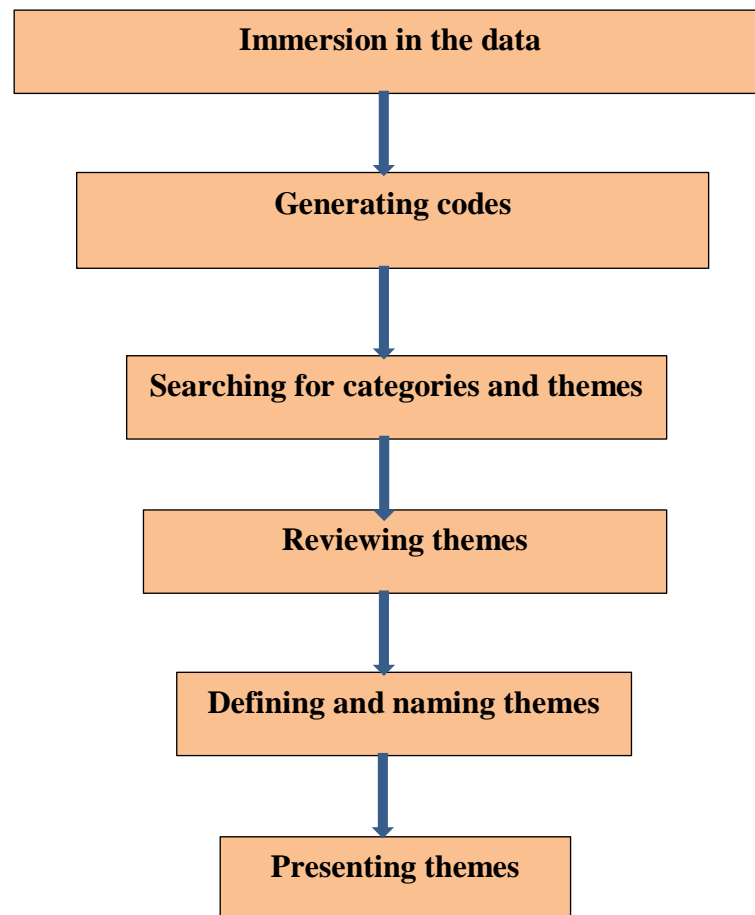 Immersion in the data
Generating codes
Searching for categories and themes
Reviewing themes
Defining and naming themes
Presenting themes